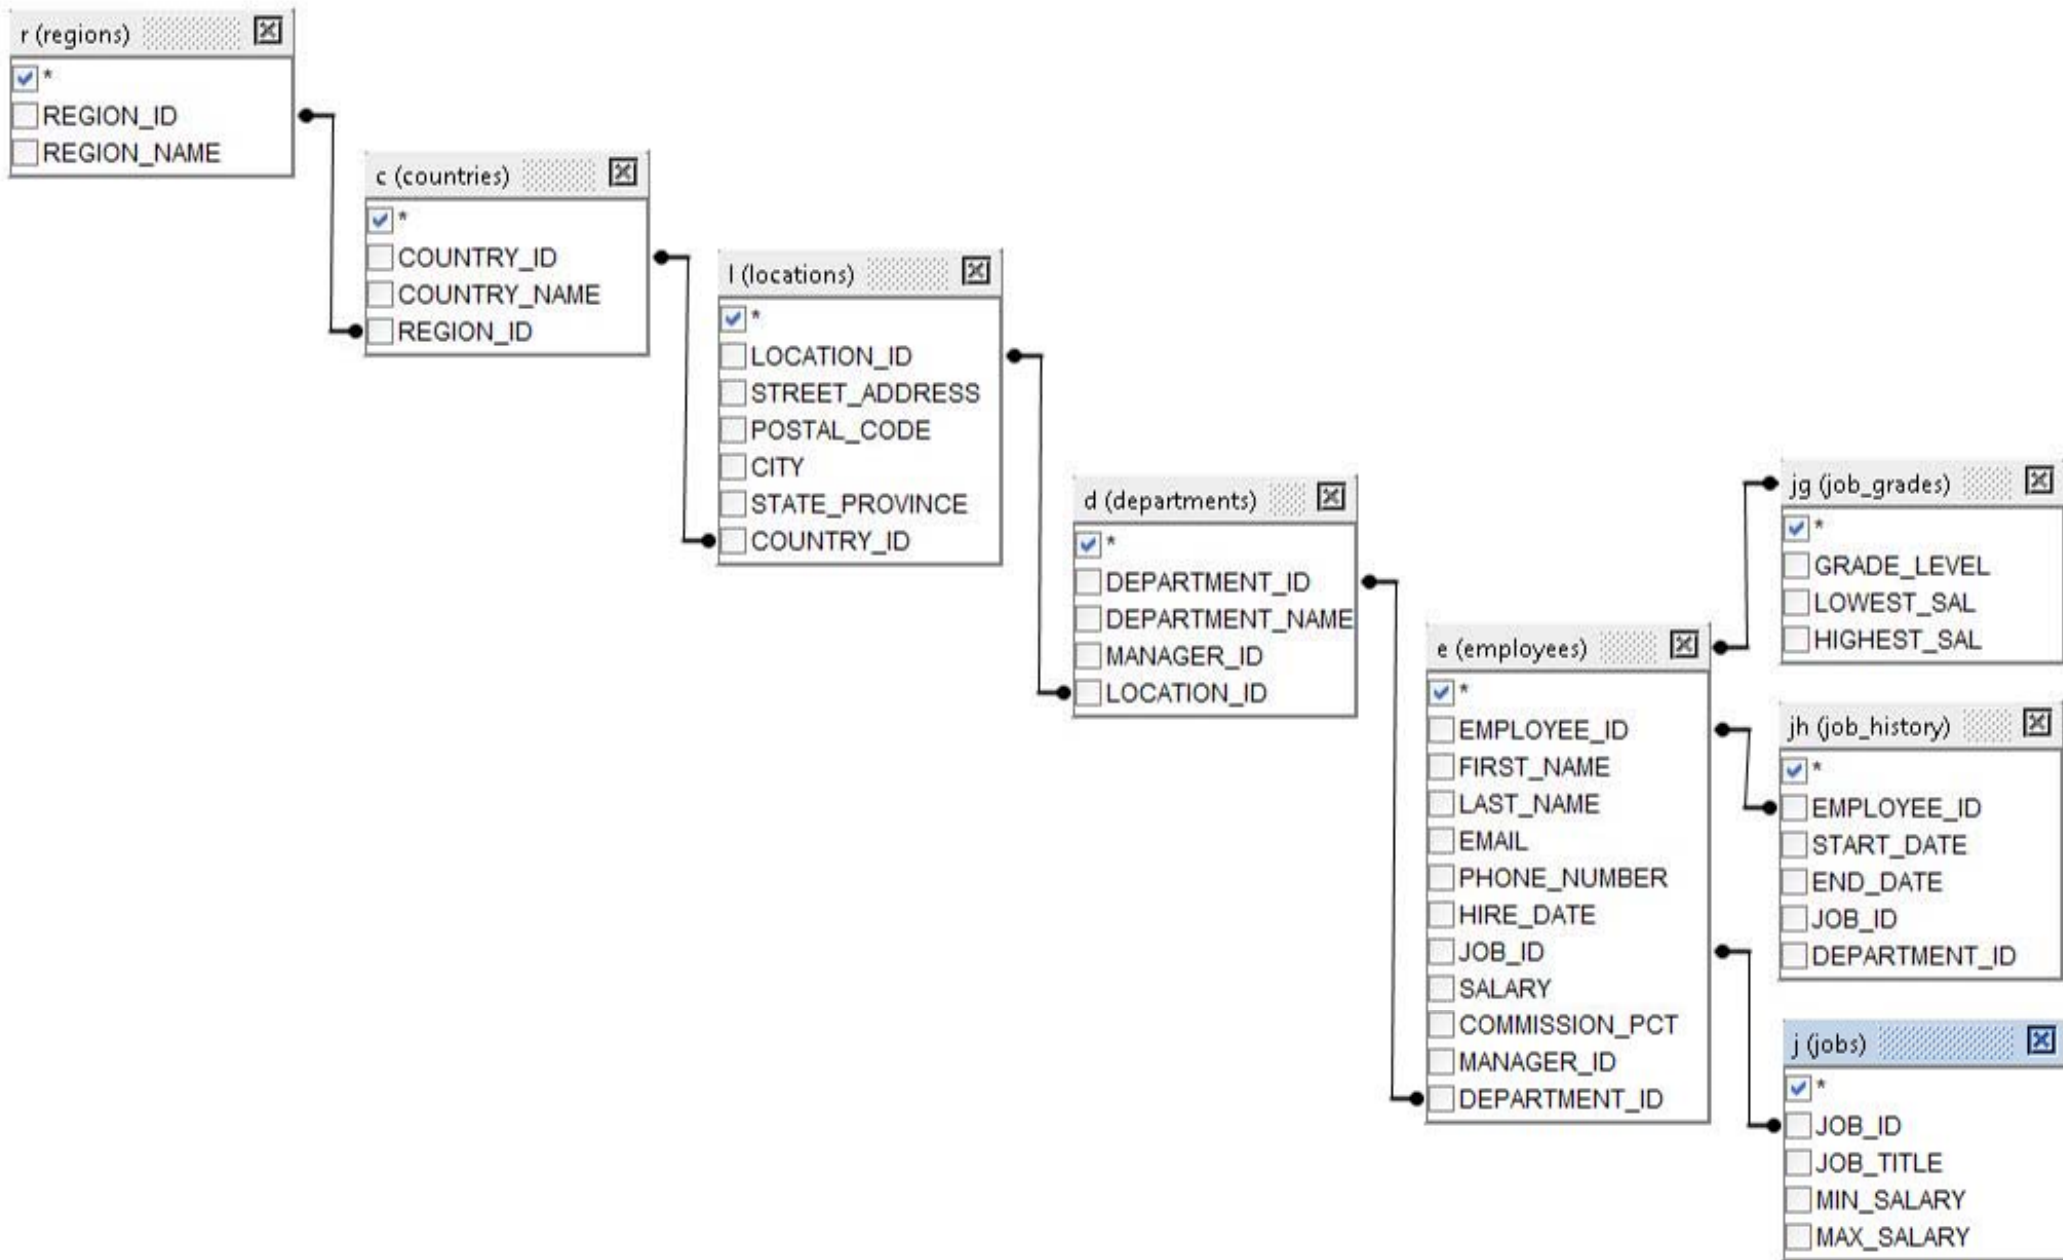 r (regions)
*
REGION_ID
REGION_NAME
c (countries)
*
COUNTRY_ID
COUNTRY_NAME
REGION_ID
l (locations)
*
LOCATION_ID
STREET_ADDRESS
POSTAL_CODE
CITY
STATE_PROVINCE
COUNTRY_ID
d (departments)
*
DEPARTMENT_ID
DEPARTMENT_NAME
MANAGER_ID
LOCATION_ID
e (employees)
*
EMPLOYEE_ID
FIRST_NAME
LAST_NAME
EMAIL
PHONE_NUMBER
HIRE_DATE
JOB_ID
SALARY
COMMISSION_PCT
MANAGER_ID
DEPARTMENT_ID
jg (job_grades)
*
GRADE_LEVEL
LOWEST_SAL
HIGHEST_SAL
jh (job_history)
*
EMPLOYEE_ID
START_DATE
END_DATE
JOB_ID
DEPARTMENT_ID
j (jobs)
*
JOB_ID
JOB_TITLE
MIN_SALARY
MAX_SALARY